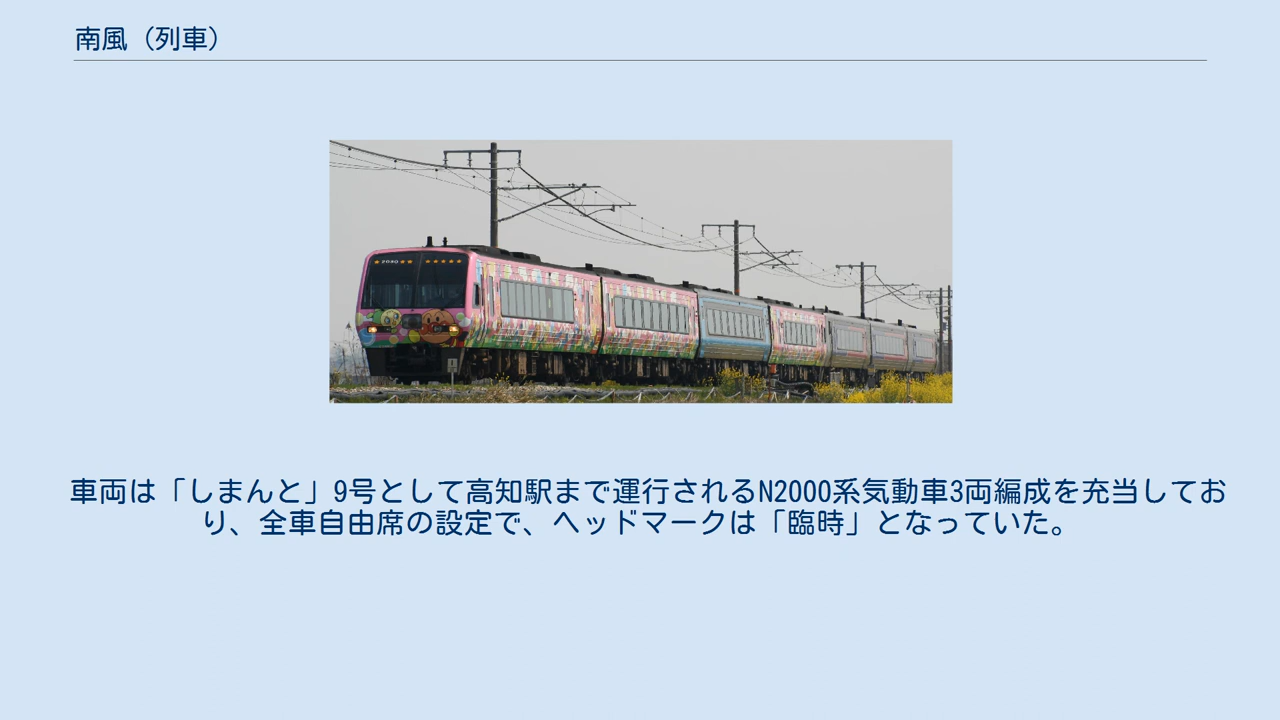 南風（列車）
車両は「しまんと」9号として高知駅まで運行されるN2000系気動車3両編成を充当してお
り、全車自由席の設定で、ヘッドマークは「臨時」となっていた。